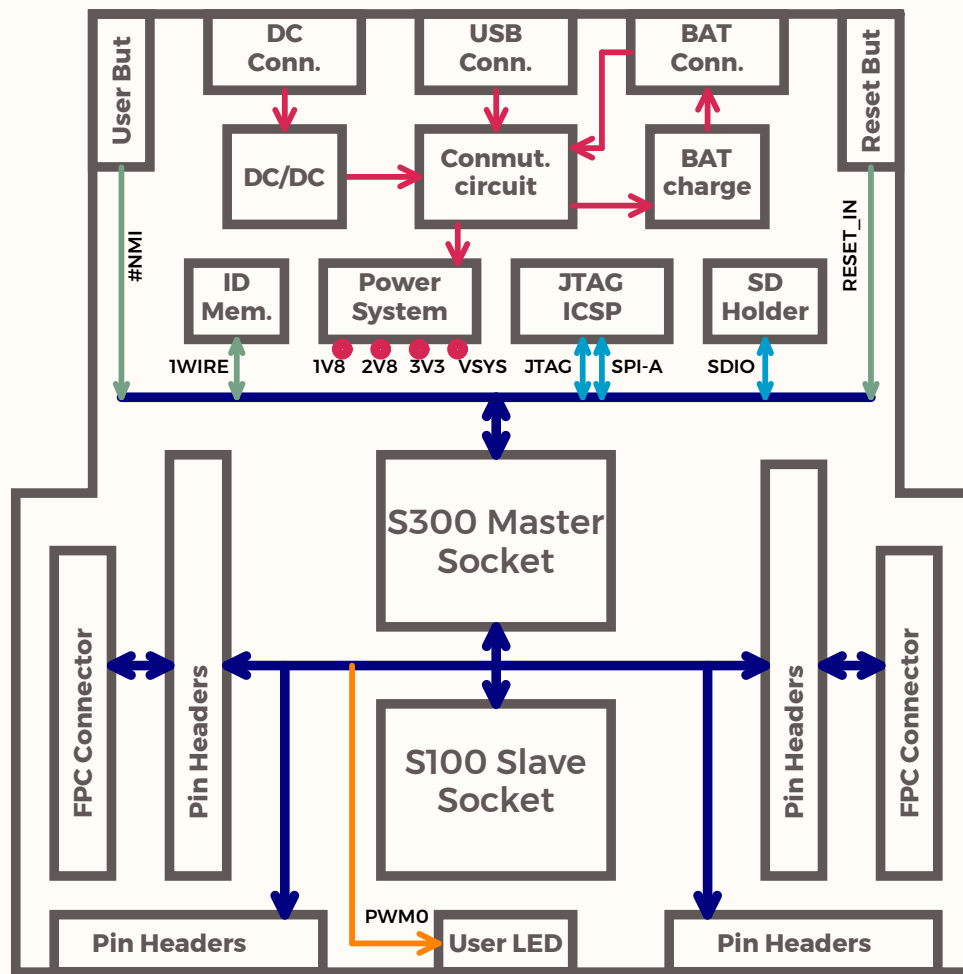 User But
DC
Conn.
USB
Conn.
BAT
Conn.
Reset But
DC/DC
Conmut.
circuit
BAT
charge
#NMI
RESET_IN
ID
Mem.
Power
System
JTAG
ICSP
SD
Holder
1WIRE
1V8
2V8
3V3
VSYS
JTAG
SPI-A
SDIO
S300 Master
Socket
FPC Connector
Pin Headers
Pin Headers
FPC Connector
S100 Slave
Socket
PWM0
Pin Headers
User LED
Pin Headers